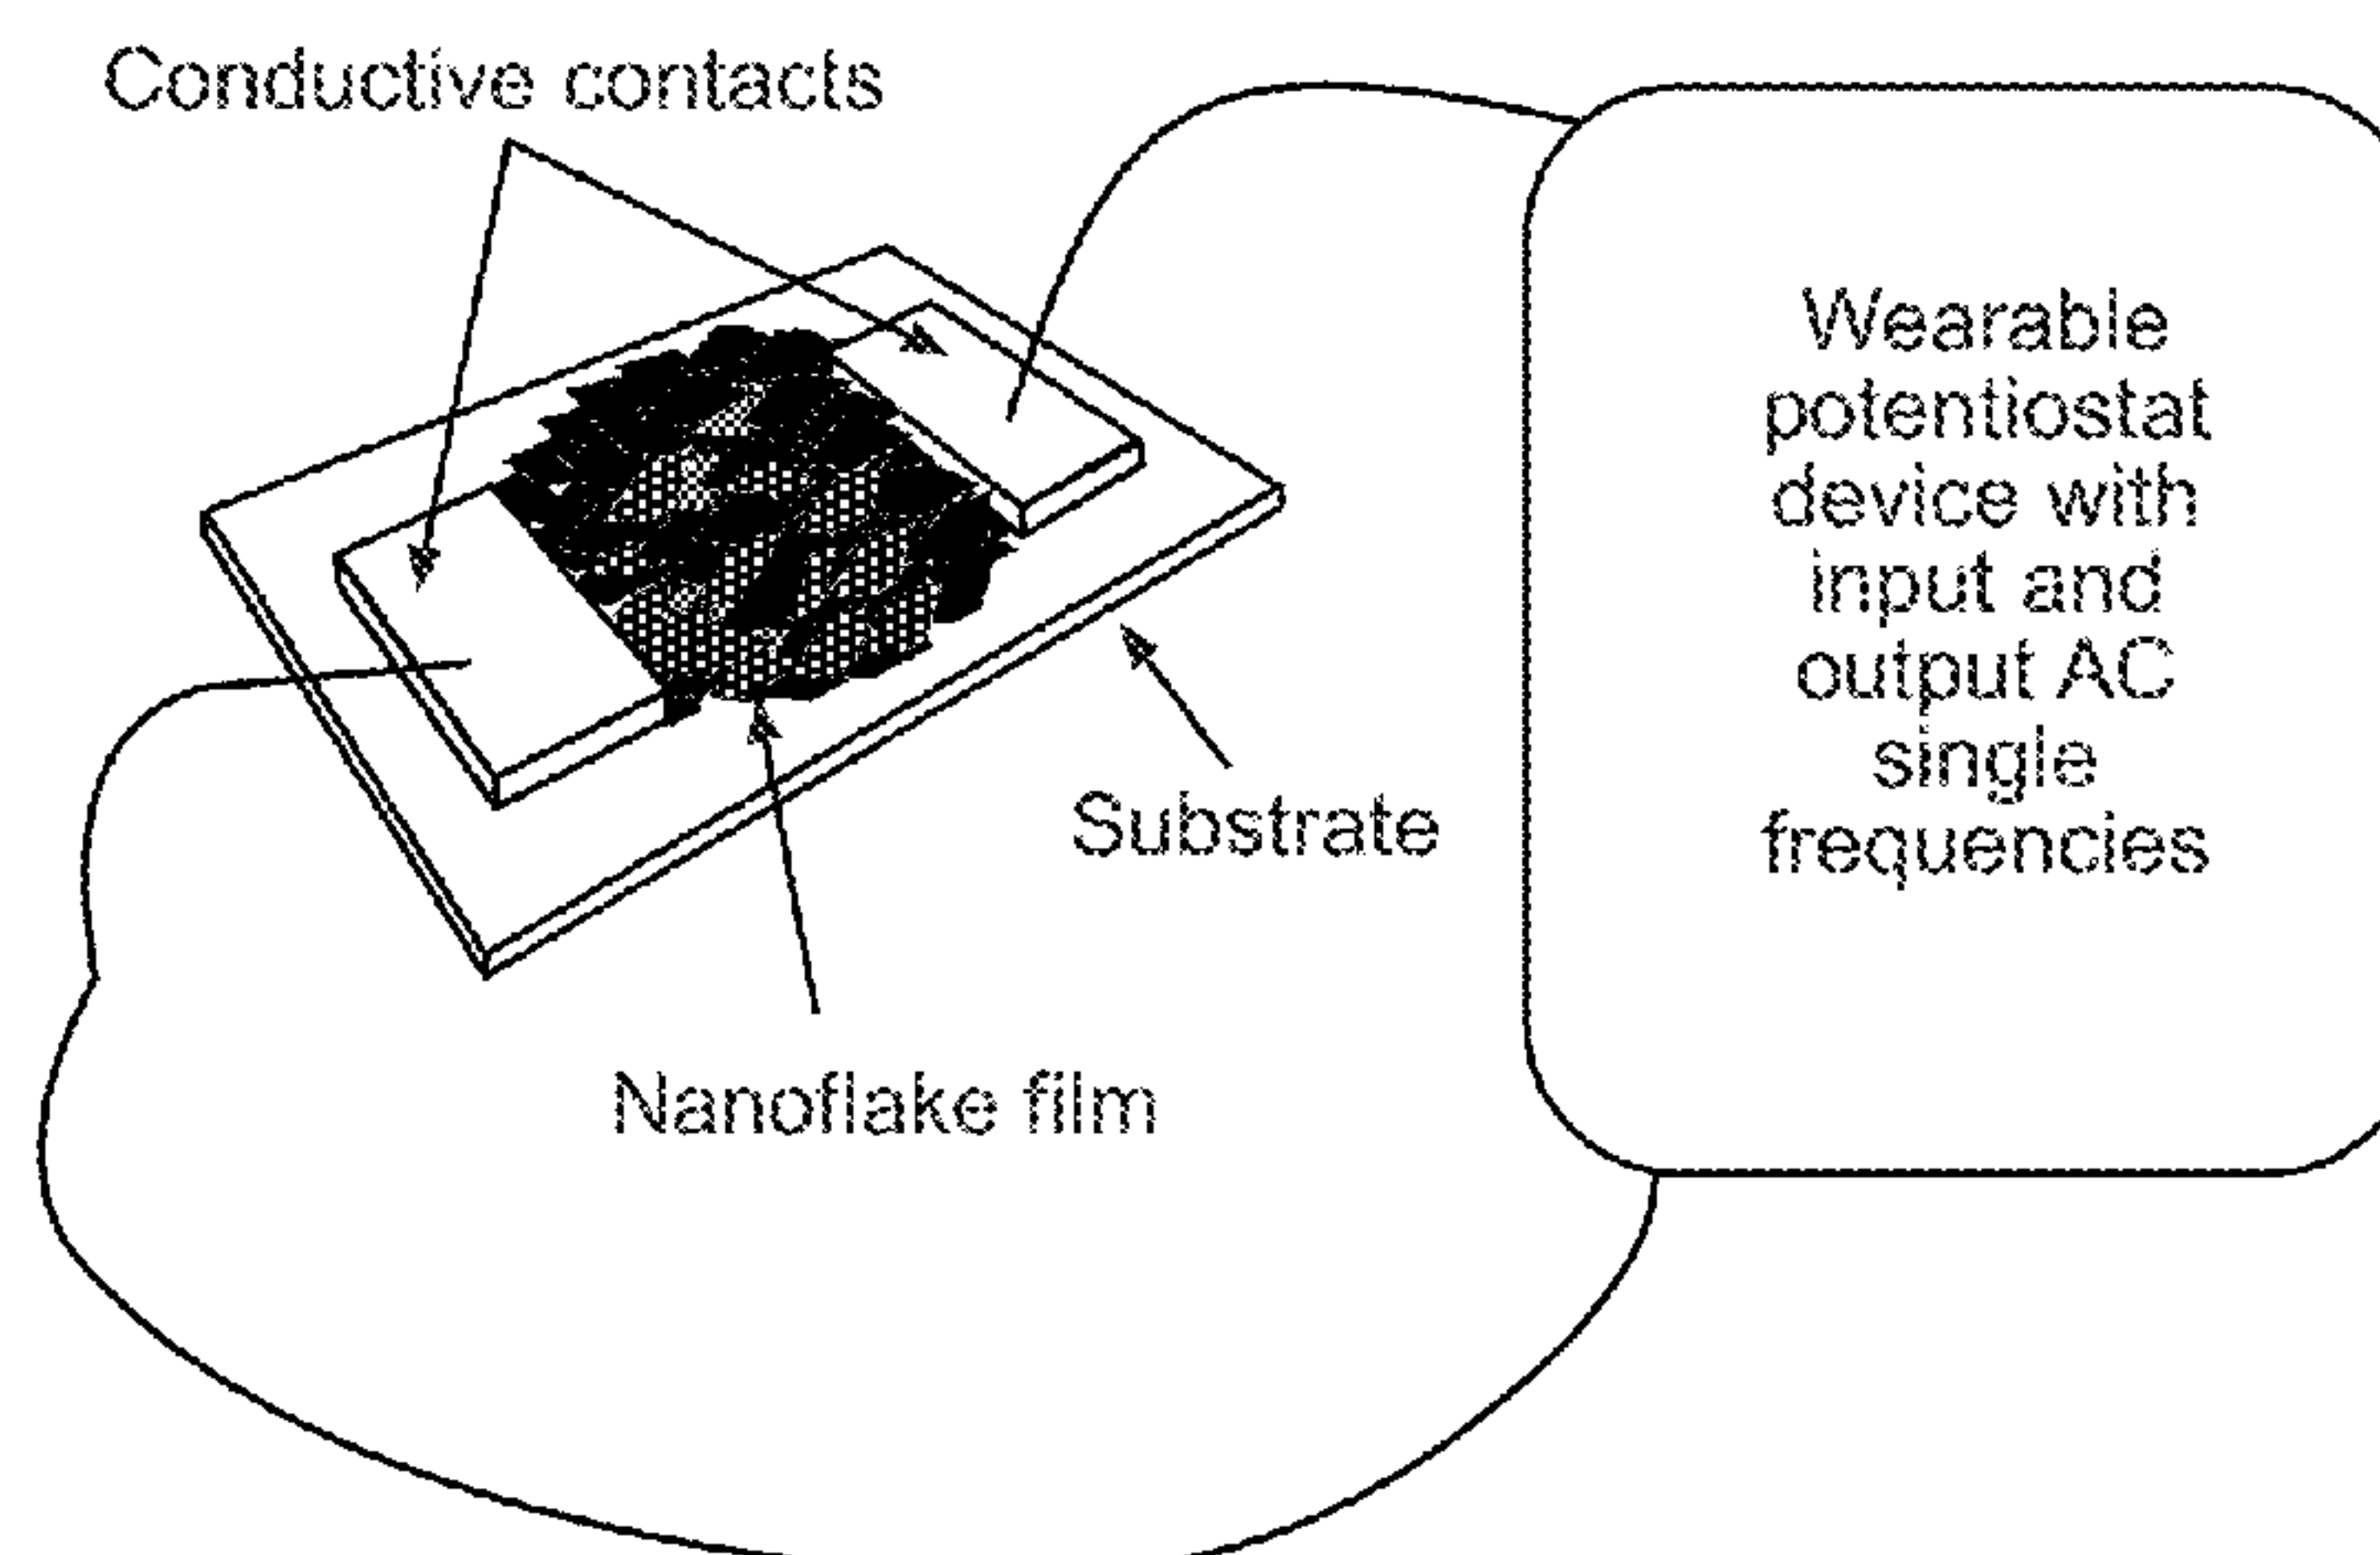 Conductive contacts
Wearable
potentiostat
device with
input and
output AC
single
frequencies
Substrate
Nanoflake film